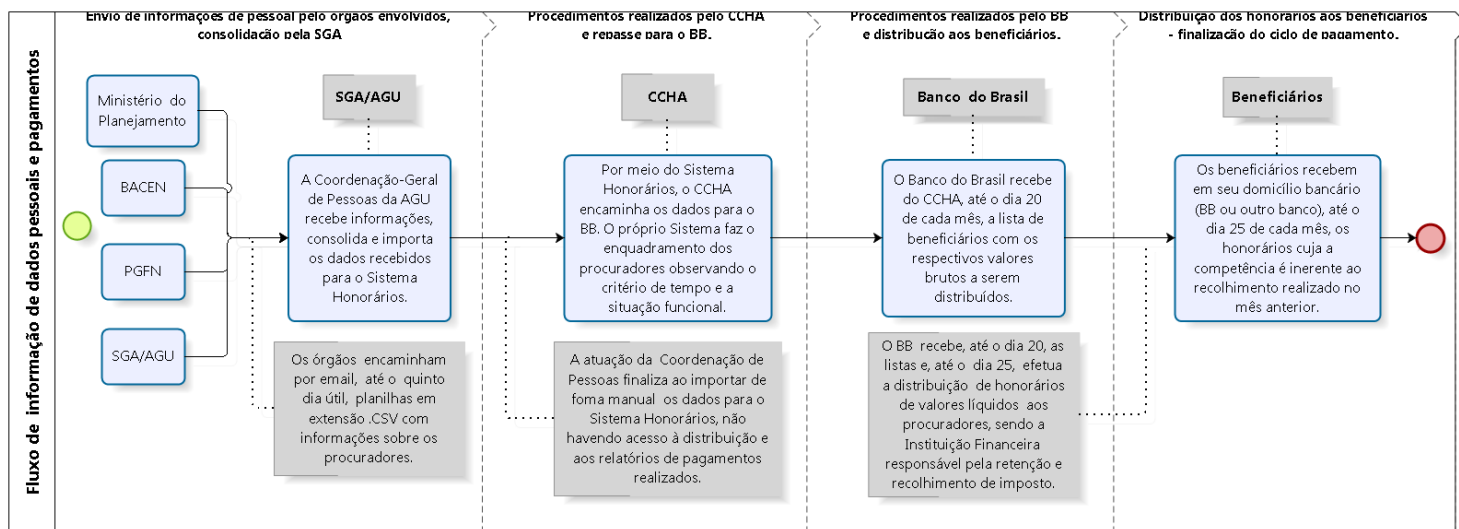 Fluxo de informação de dados pessoais e pagamentos
Envio de informações de pessoal pelo órgãos envolvidos,
consolidação pela SGA
Ministério do
Planejamento
BACEN
PGFN
SGA/AGU
SGA/AGU
A Coordenação-Geral
de Pessoas da AGU
recebe informações,
consolida e importa
os dados recebidos
para o Sistema
Honorários.
Os órgãos encaminham
por email, até o quinto
dia útil, planilhas em
extensão .CSV com
informações sobre os
procuradores.
Procedimentos realizados pelo CCHA
e repasse para o BB.
CCHA
Por meio do Sistema
Honorários, o CCHA
encaminha os dados para o
BB. O próprio Sistema faz o
enquadramento dos
procuradores observando o
critério de tempo e a
situação funcional.
A atuação da Coordenação de
Pessoas finaliza ao importar de
foma manual os dados para o
Sistema Honorários, não
havendo acesso à distribuição e
aos relatórios de pagamentos
realizados.
Procedimentos realizados pelo BB
e distribução aos beneficiários.
Banco do Brasil
O Banco do Brasil recebe
do CCHA, até o dia 20
de cada mês, a lista de
beneficiários com os
respectivos valores
brutos a serem
distribuídos.
O BB recebe, até o dia 20, as
listas e, até o dia 25, efetua
a distribuição de honorários
de valores líquidos aos
procuradores, sendo a
Instituição Financeira
responsável pela retenção e
recolhimento de imposto.
Distribuição dos honorários aos beneficiários
- finalização do ciclo de pagamento.
Beneficiários
Os beneficiários recebem
em seu domicílio bancário
(BB ou outro banco), até o
dia 25 de cada mês, os
honorários cuja a
competência é inerente ao
recolhimento realizado no
mês anterior.